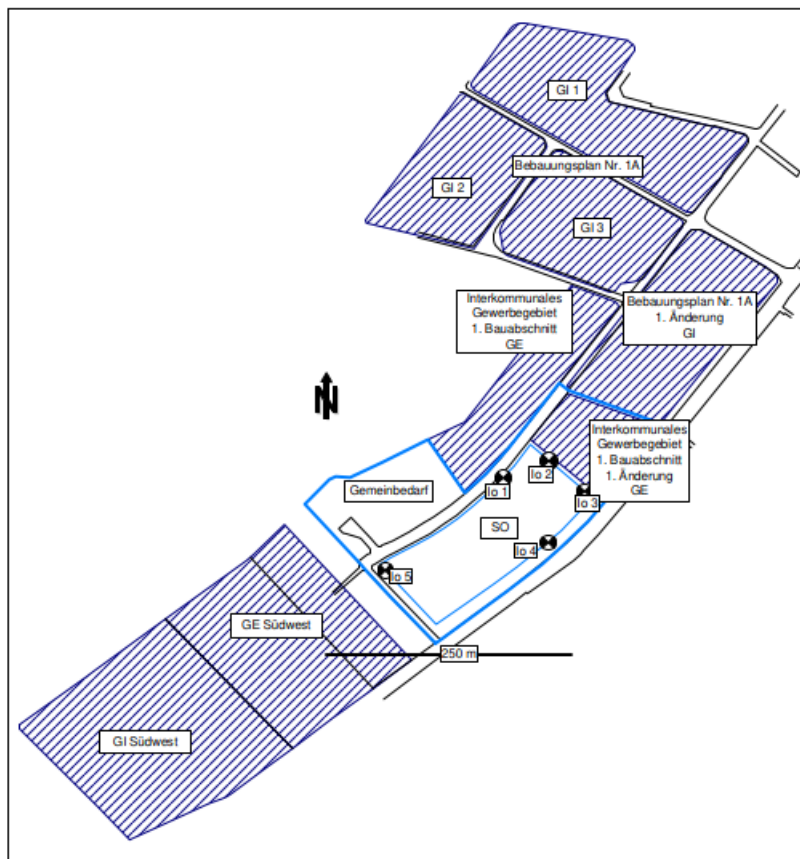 GI 1
Bebauungsplan Nr. 1A
GI 2
GI 3
Interkommunales
Gewerbegebiet
1. Bauabschnitt
GE
Bebauungsplan Nr. 1A
1. Änderung
GI
N
Interkommunales
Gewerbegebiet
1. Bauabschnitt
1. Änderung
GE
Io 2
Io 1
Gemeinbedarf
Io 3
SO
Io 4
Io 5
GE Südwest
250 m
GI Südwest